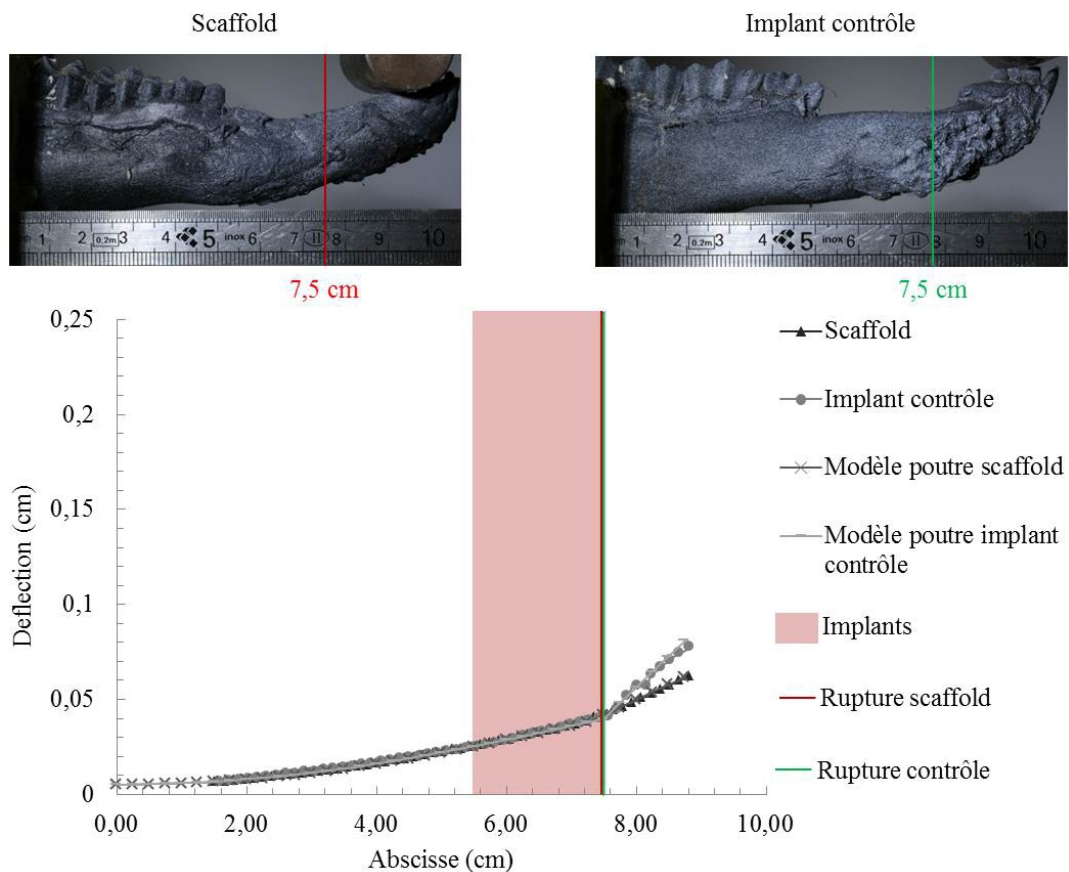 Scaffold
Implant contrôle
1 2 0.2m 3 4 5 inox 6 7 II 8 9 10
1 2 0.2m 3 4 5 inox 6 7 II 8 9 10
7,5 cm
7,5 cm
0,25
0,2
0,15
0,1
0,05
0
Deflection (cm)
0,00 2,00 4,00 6,00 8,00 10,00
Abscisse (cm)
Scaffold
Implant contrôle
Modèle poutre scaffold
Modèle poutre implant
contrôle
Implants
Rupture scaffold
Rupture contrôle